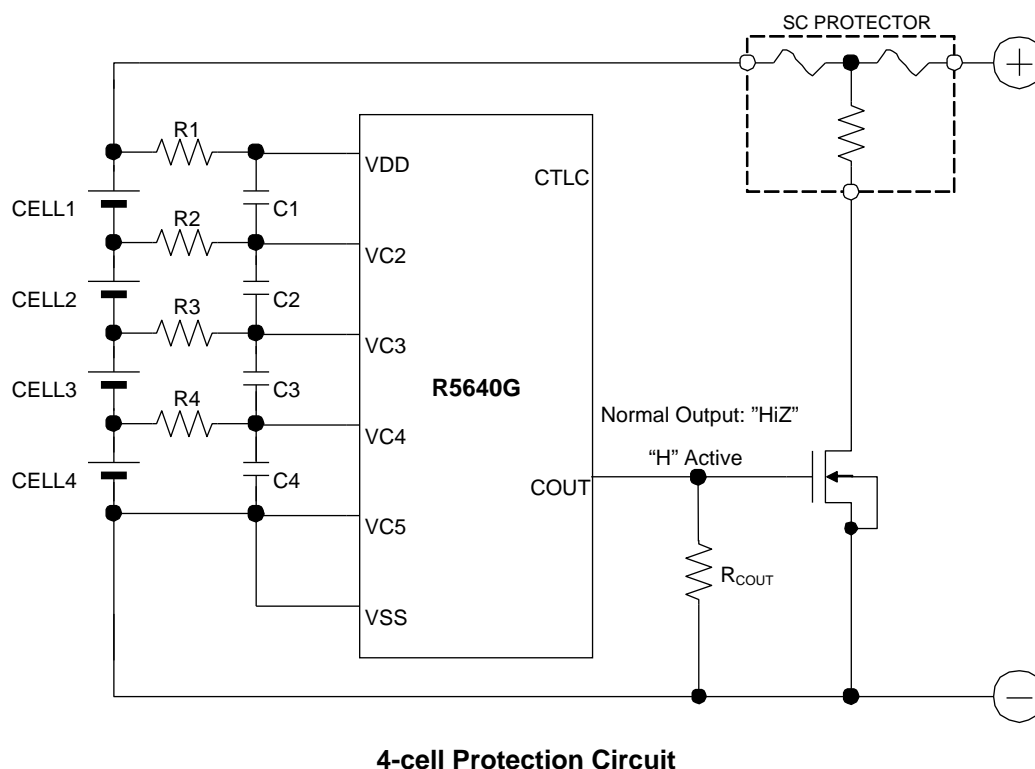 SC PROTECTOR
+
R1
VDD
CTLC
CELL1
C1
R2
VC2
CELL2
C2
R3
VC3
R5640G
CELL3
C3
R4
VC4
Normal Output: ”HiZ”
“H” Active
CELL4
C4
COUT
VC5
RCOUT
VSS
−
4-cell Protection Circuit